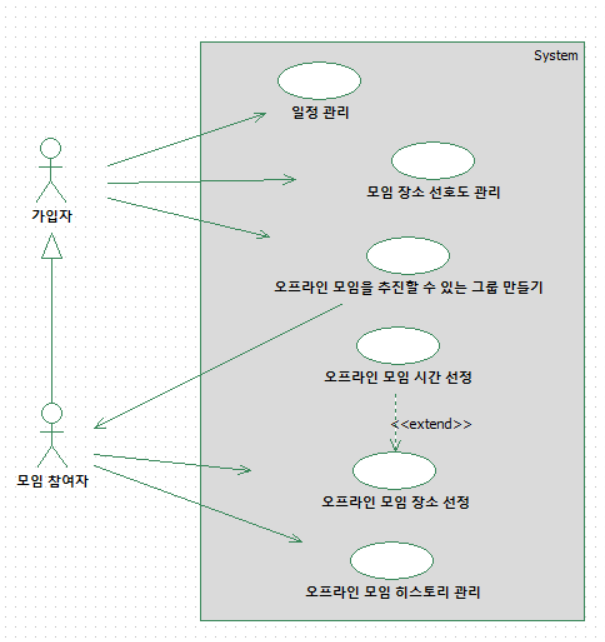 System
일정 관리
모임 장소 선호도 관리
가입자
오프라인 모임을 추진할 수 있는 그룹 만들기
오프라인 모임 시간 선정
<<extend>>
모임 참여자
오프라인 모임 장소 선정
오프라인 모임 히스토리 관리